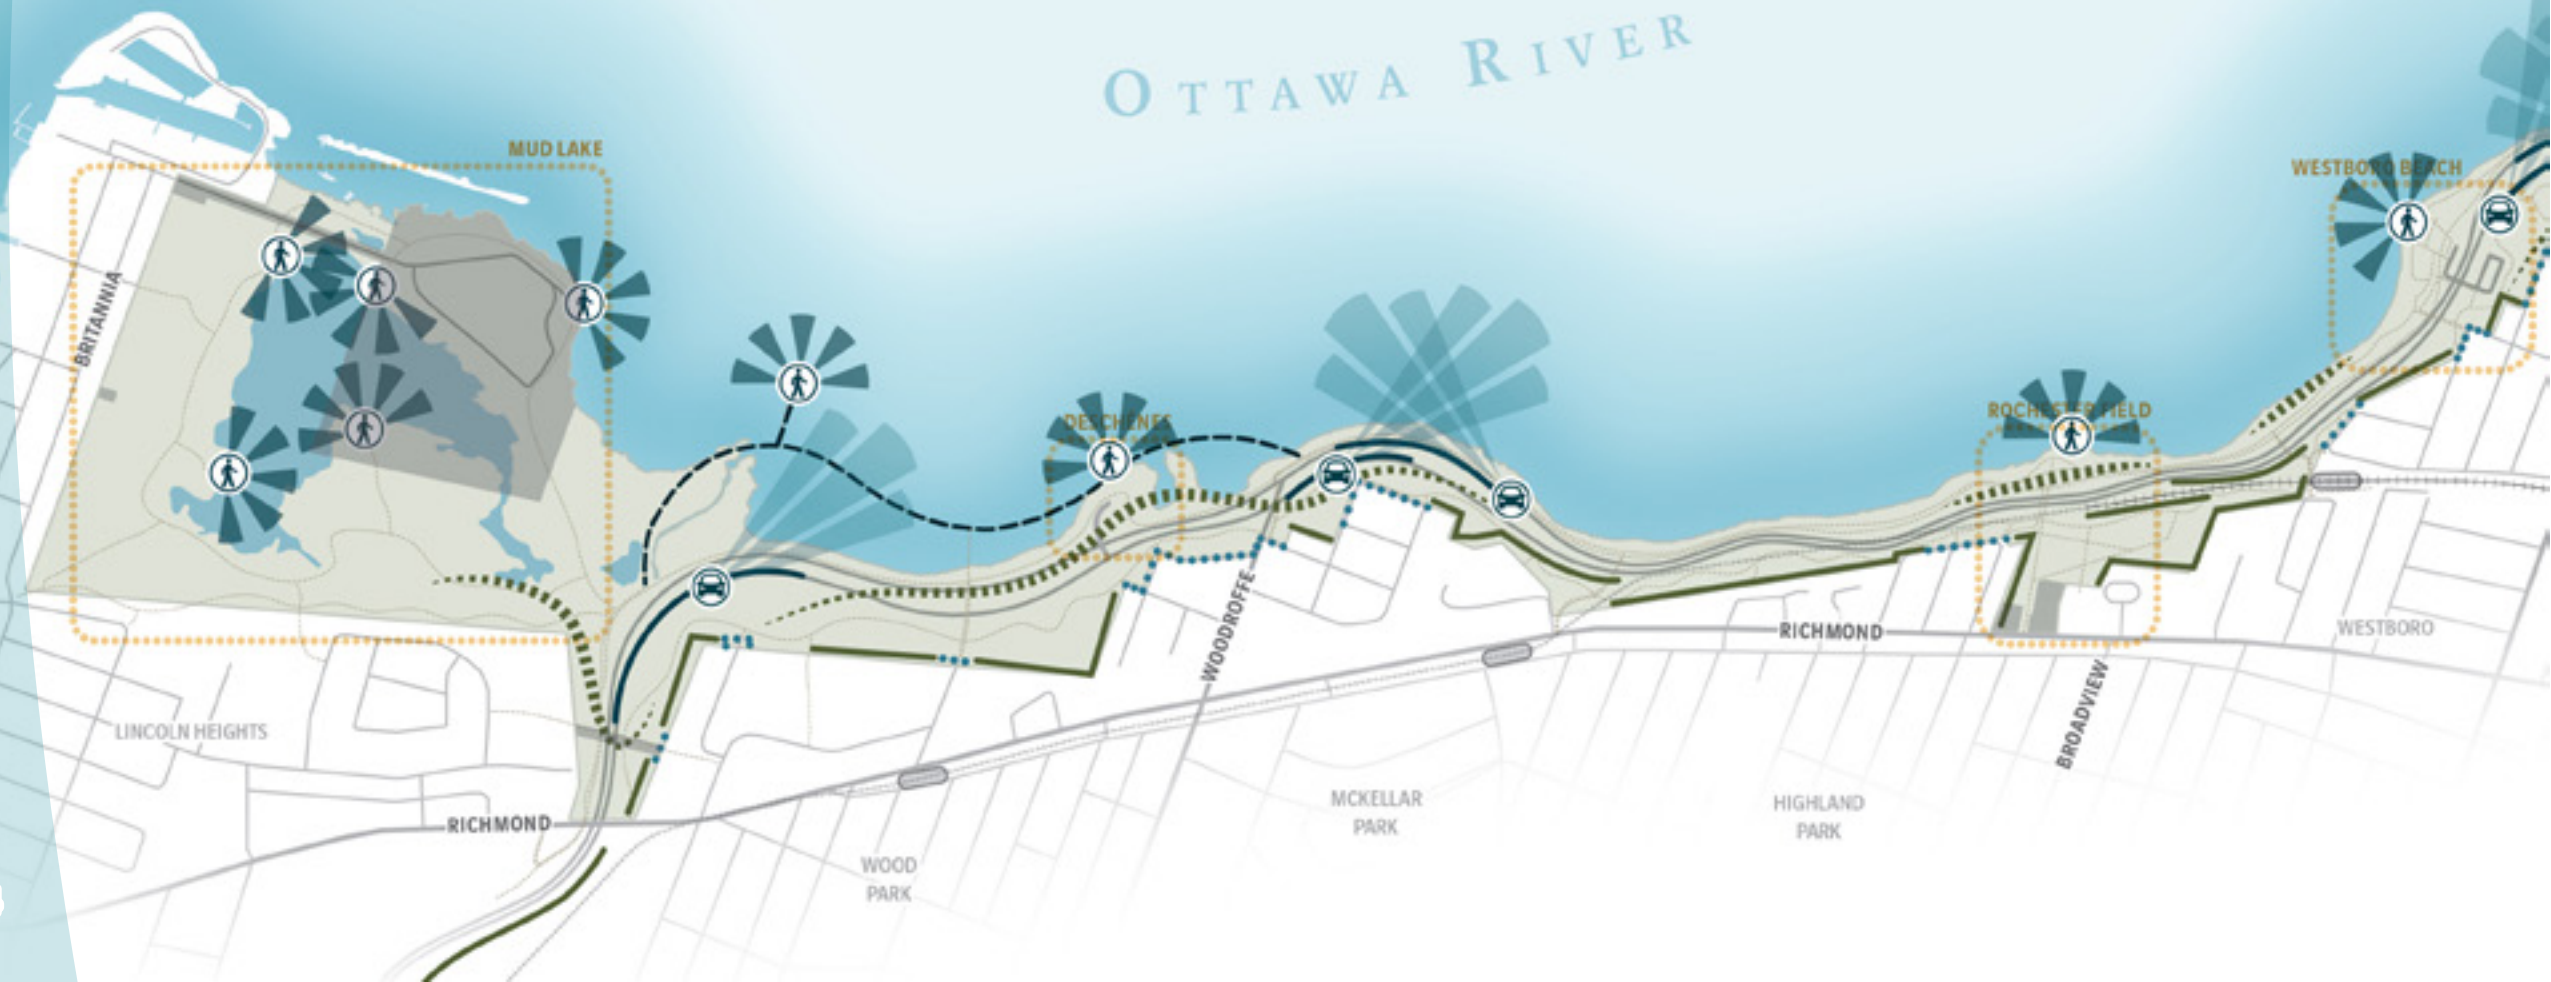 OTTAWA RIVER
MUD LAKE
WESTBORO BEACH
BRITANNIA
DESCHENES
ROCHESTER FIELD
WOODROFFE
RICHMOND
WESTBORO
BROADVIEW
LINCOLN HEIGHTS
MCKELLAR
PARK
HIGHLAND
PARK
RICHMOND
WOOD
PARK